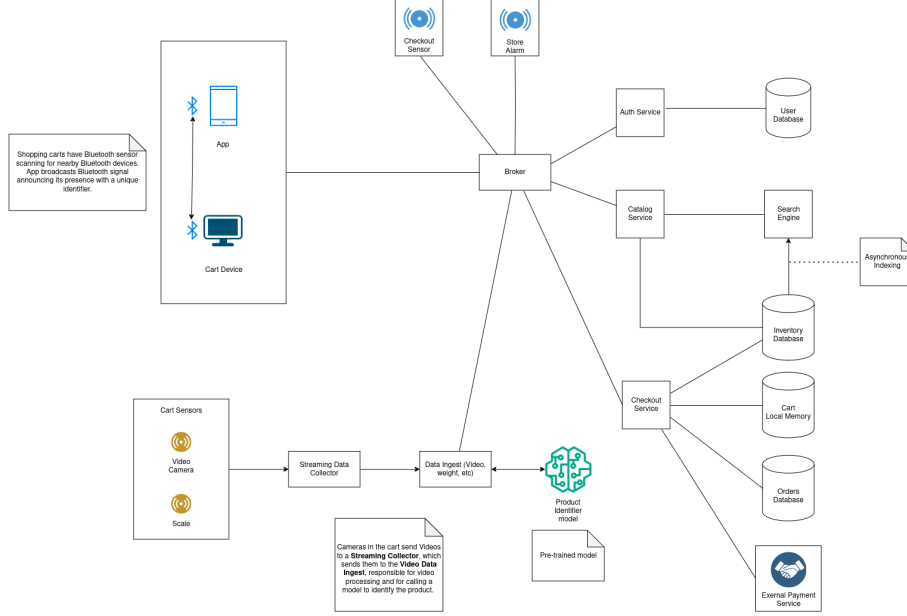 Checkout
Sensor
Store
Alarm
App
Cart Device
Shopping carts have Bluetooth sensor
scanning for nearby Bluetooth devices.
App broadcasts Bluetooth signal
announcing its presence with a unique
identifier.
Broker
Auth Service
User
Database
Catalog
Service
Search
Engine
Asynchronous
Indexing
Inventory
Database
Checkout
Service
Cart
Local Memory
Orders
Database
Exernal Payment
Service
Cart Sensors
Video
Camera
Scale
Streaming Data
Collector
Data Ingest (Video,
weight, etc)
Product
Identifier
model
Pre-trained model
Cameras in the cart send Videos
to a Streaming Collector, which
sends them to the Video Data
Ingest, responsible for video
processing and for calling a
model to identify the product.